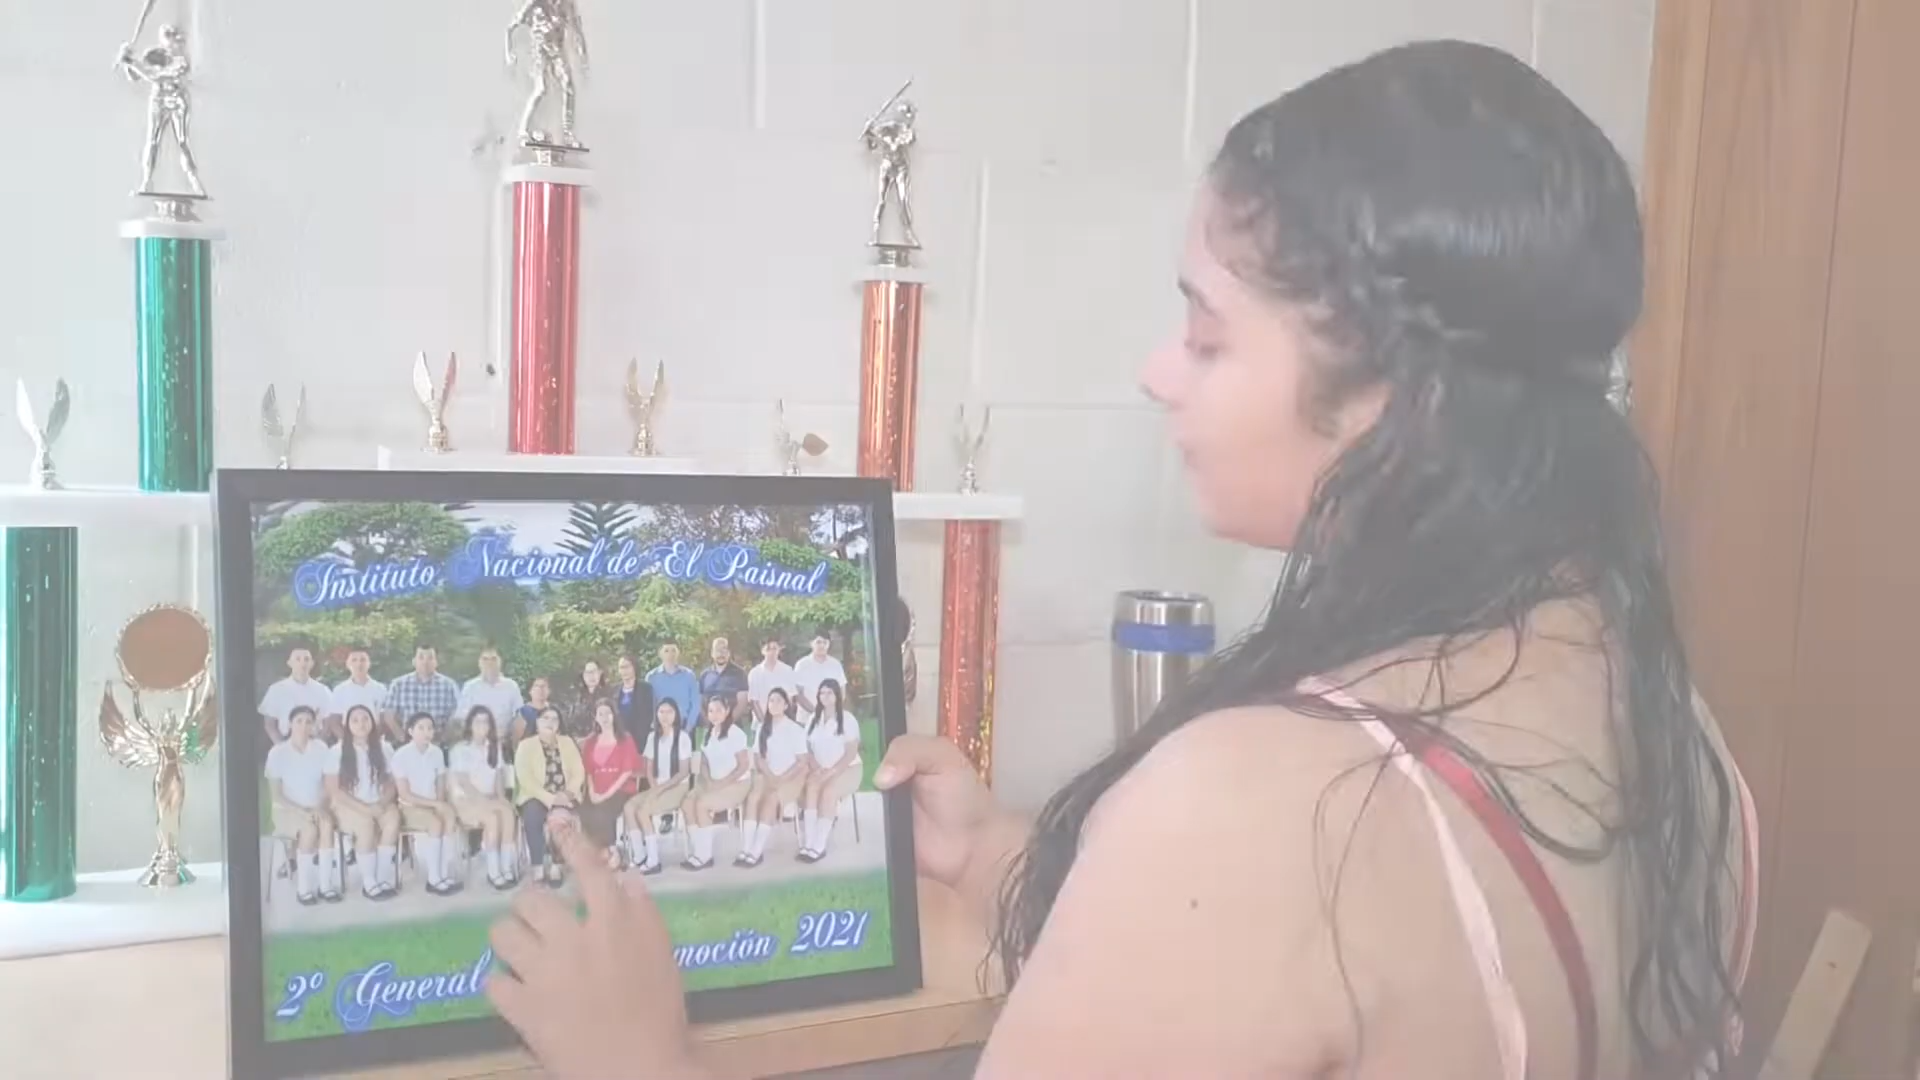 Instituto Nacional de El Paisnal
2º General moción 2021